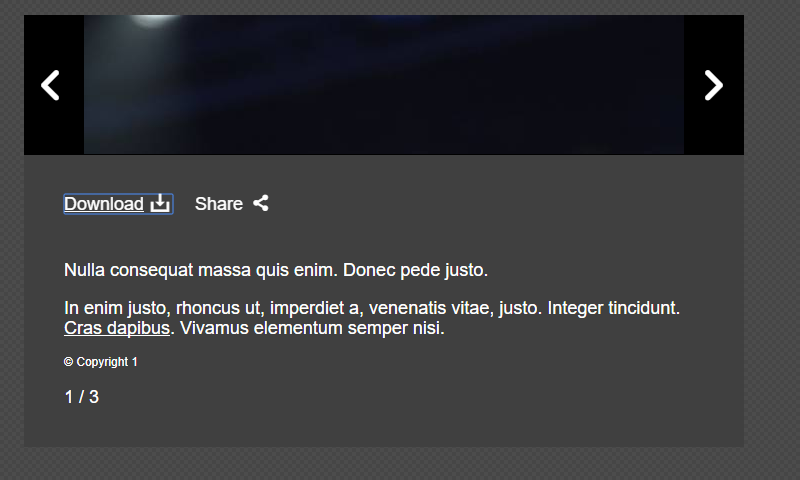 Download Share
Nulla consequat massa quis enim. Donec pede justo.
In enim justo, rhoncus ut, imperdiet a, venenatis vitae, justo. Integer tincidunt.
Cras dapibus. Vivamus elementum semper nisi.
© Copyright 1
1 / 3